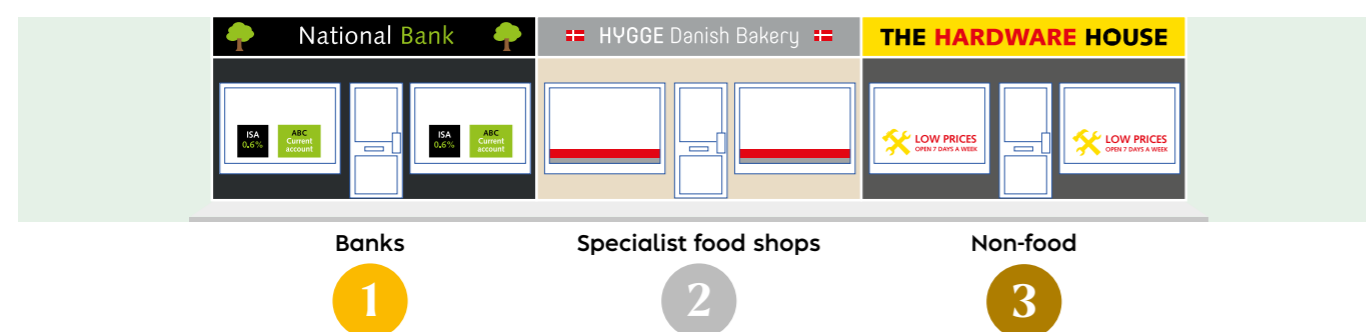 National Bank
HYGGE Danish Bakery
THE HARDWARE HOUSE
ISA
0.6%
ABC
Current
account
ISA
0.6%
ABC
Current
account
LOW PRICES
OPEN 7 DAYS A WEEK
LOW PRICES
OPEN 7 DAYS A WEEK
Banks
Specialist food shops
Non-food
1
2
3